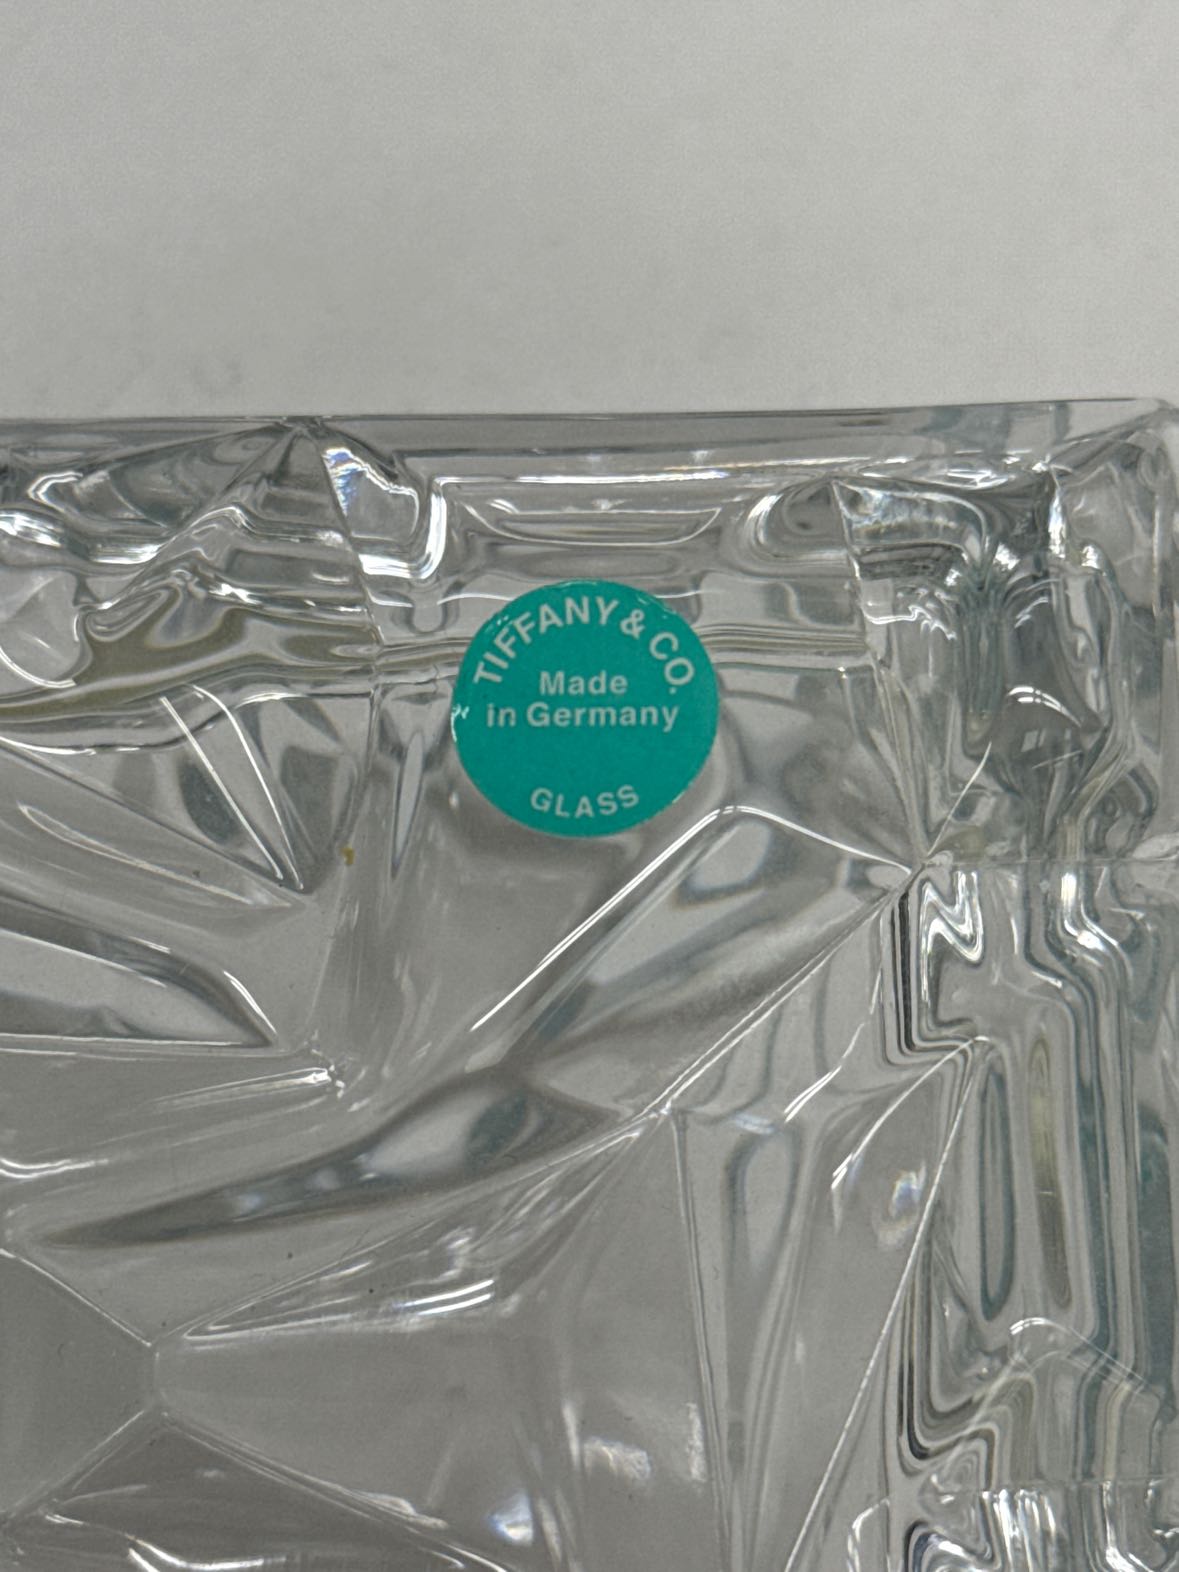 TIFFANY & CO.
Made
in Germany
GLASS